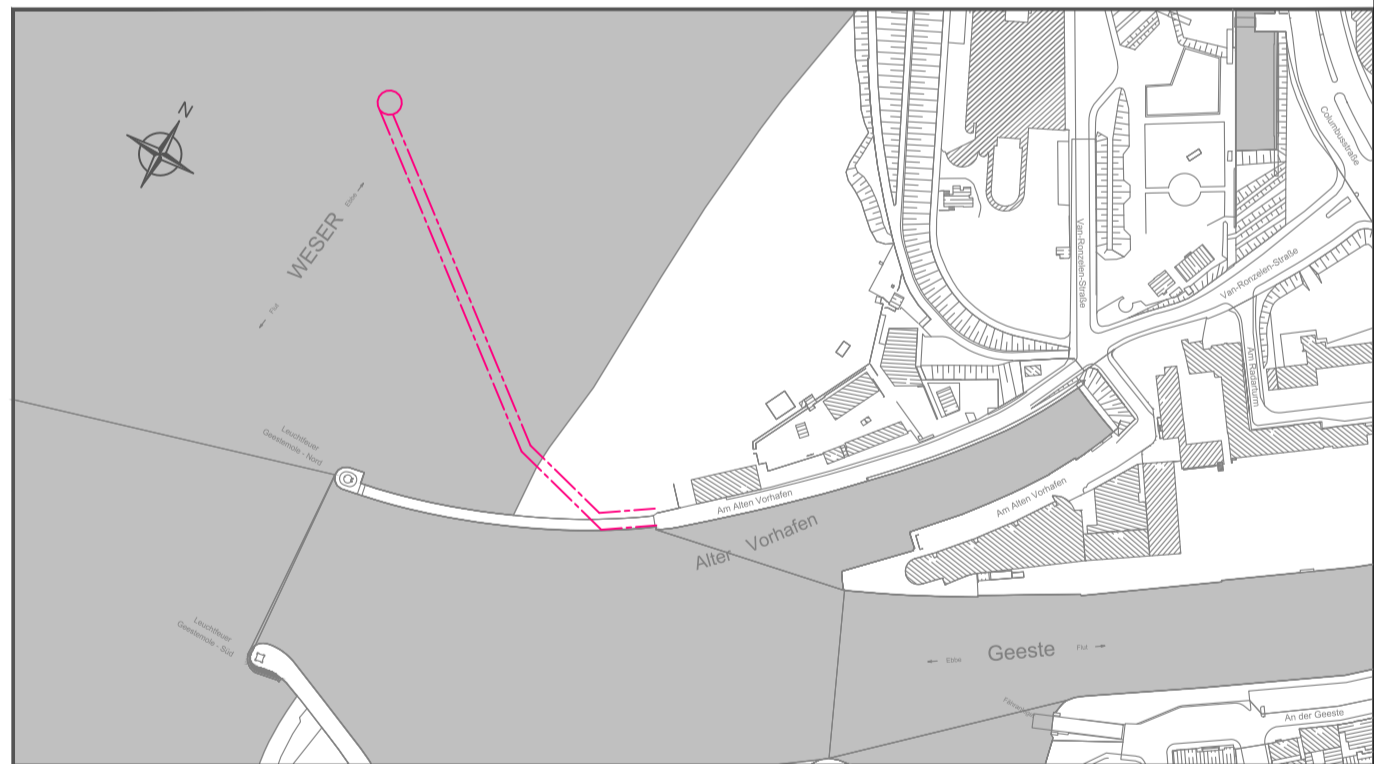 N
WESER
Ebbe
Flut
Leuchtfeuer
Geestemole - Nord
Leuchtfeuer
Geestemole - Süd
Columbusstraße
Van-Ronzelen-Straße
Van-Ronzelen-Straße
Am Radarturm
Am Alten Vorhafen
Alter Vorhafen
Am Alten Vorhafen
Ebbe
Geeste
Flut
An der Geeste